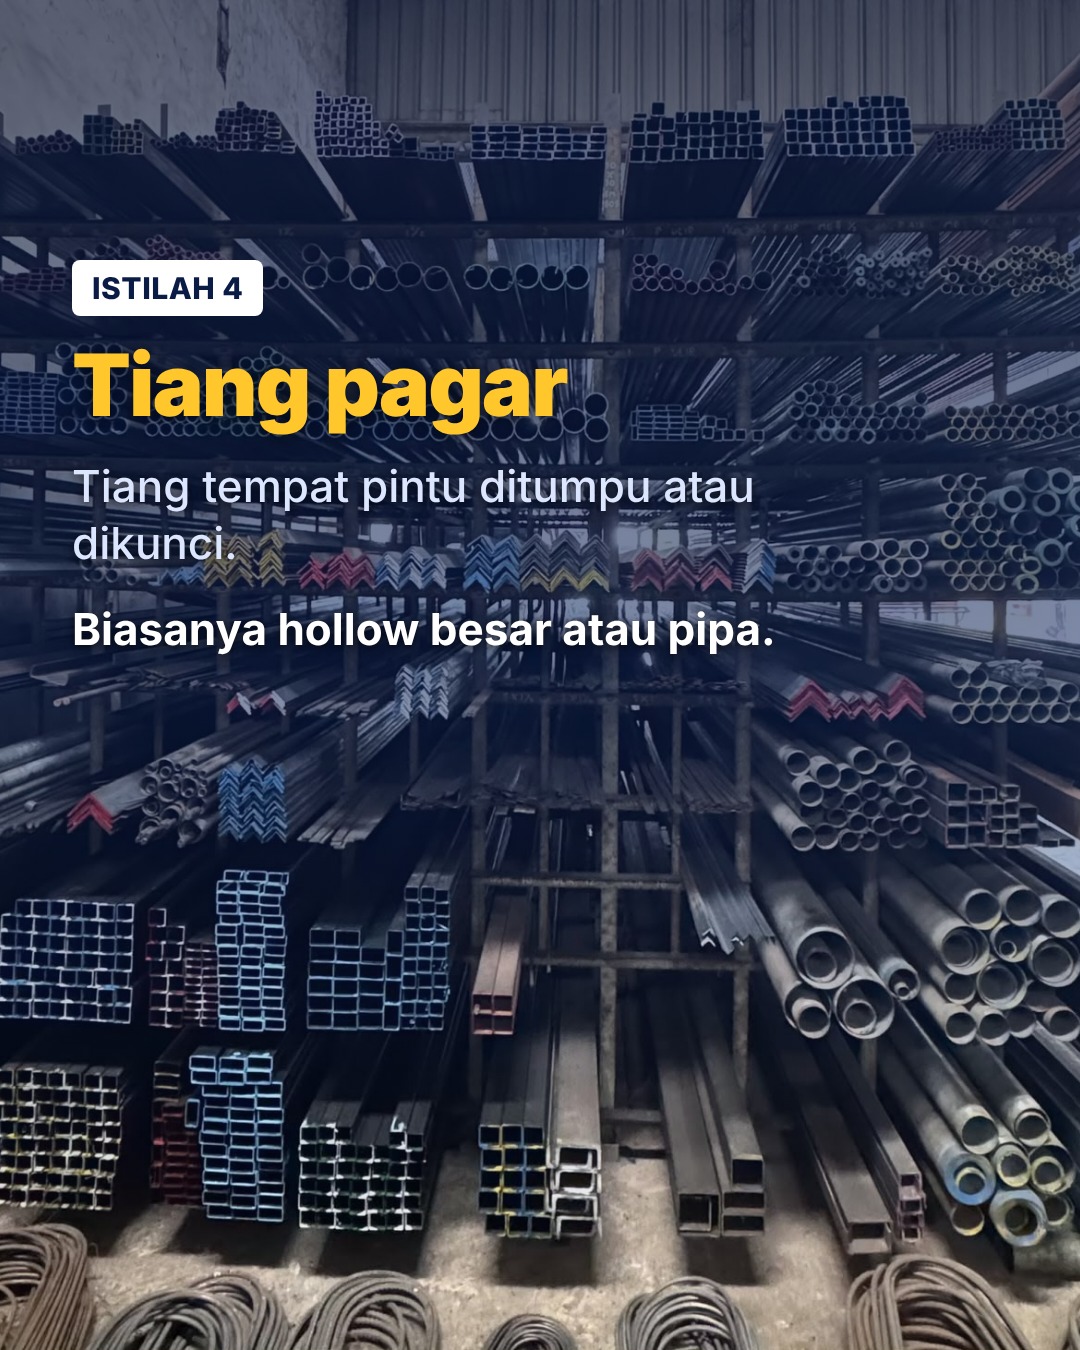 ISTILAH 4
Tiang pagar
Tiang tempat pintu ditumpu atau
dikunci.
Biasanya hollow besar atau pipa.